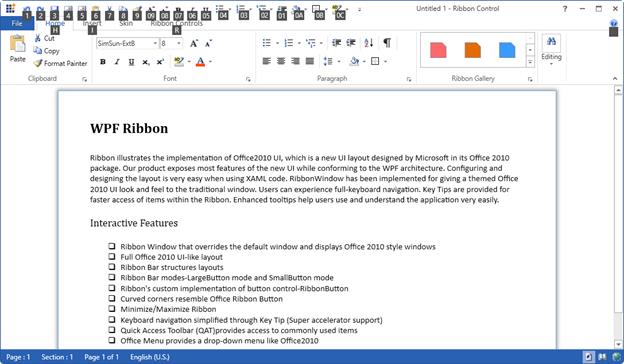 Untitled 1 - Ribbon Control
1 2 3 4 5 6 7 8 9 09 08 07 06 05 04 03 02 01 0A 0B 0C
File Home Insert Skin Ribbon Controls
H I R
Paste
Cut
Copy
Format Painter
SimSun-ExtB 8
B I U
Editing
Clipboard Font Paragraph Ribbon Gallery
WPF Ribbon
Ribbon illustrates the implementation of Office2010 UI, which is a new UI layout designed by Microsoft in its Office 2010
package. Our product exposes most features of the new UI while conforming to the WPF architecture. Configuring and
designing the layout is very easy when using XAML code. RibbonWindow has been implemented for giving a themed Office
2010 UI look and feel to the traditional window. Users can experience full-keyboard navigation. Key Tips are provided for
faster access of items within the Ribbon. Enhanced tooltips help users use and understand the application very easily.
Interactive Features
Ribbon Window that overrides the default window and displays Office 2010 style windows
Full Office 2010 UI-like layout
Ribbon Bar structures layouts
Ribbon Bar modes-LargeButton mode and SmallButton mode
Ribbon's custom implementation of button control-RibbonButton
Curved corners resemble Office Ribbon Button
Minimize/Maximize Ribbon
Keyboard navigation simplified through Key Tip (Super accelerator support)
Quick Access Toolbar (QAT)provides access to commonly used items
Office Menu provides a drop-down menu like Office2010
Page : 1 Section : 1 Page 1 of 1 English (U.S.)